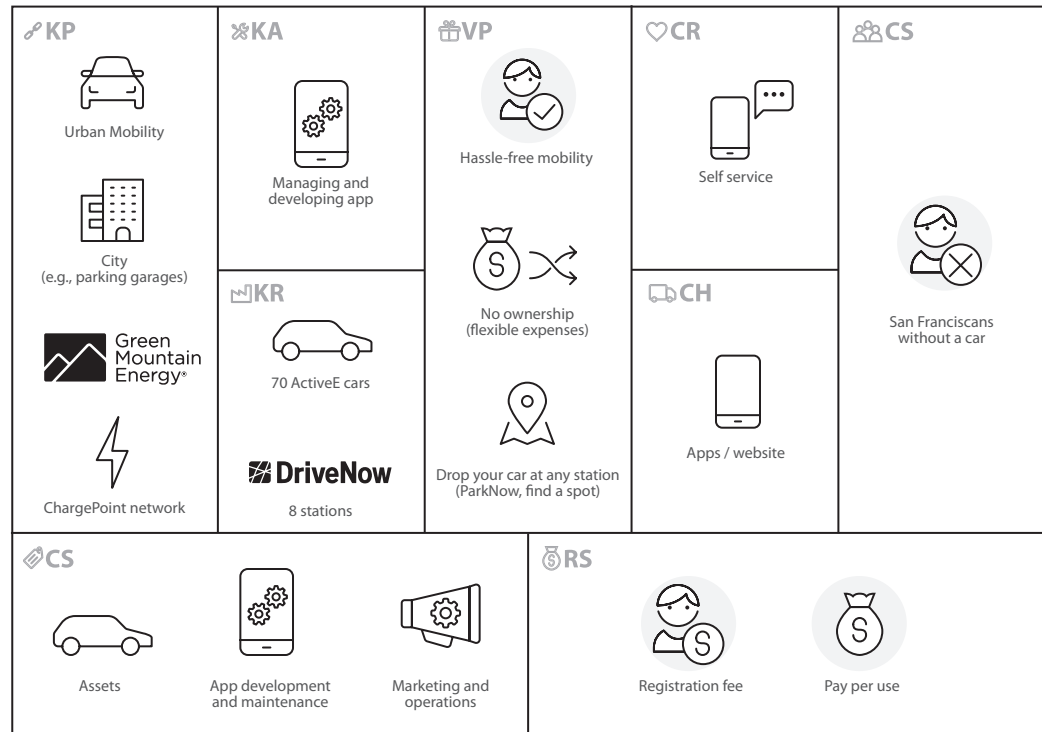 KP
Urban Mobility
City
(e.g., parking garages)
Green
Mountain
Energy®
ChargePoint network
KA
Managing and
developing app
KR
70 ActiveE cars
DriveNow
8 stations
VP
Hassle-free mobility
S
No ownership
(flexible expenses)
Drop your car at any station
(ParkNow, find a spot)
CR
Self service
CH
Apps / website
CS
San Franciscans
without a car
CS
Assets
App development
and maintenance
Marketing and
operations
RS
S
Registration fee
S
Pay per use